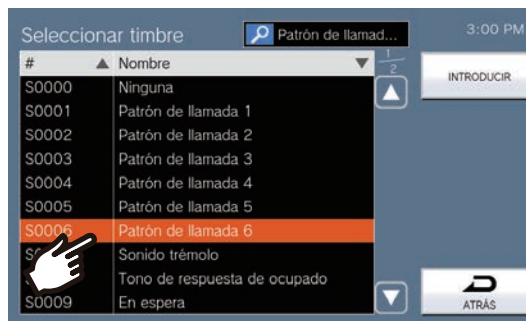 Seleccionar timbre
Patrón de llamad...
3:00 PM
# Nombre
1/2
S0000 Ninguna
S0001 Patrón de llamada 1
S0002 Patrón de llamada 2
S0003 Patrón de llamada 3
S0004 Patrón de llamada 4
S0005 Patrón de llamada 5
S0006 Patrón de llamada 6
Sonido trémolo
Tono de respuesta de ocupado
S0009 En espera
INTRODUCIR
ATRÁS